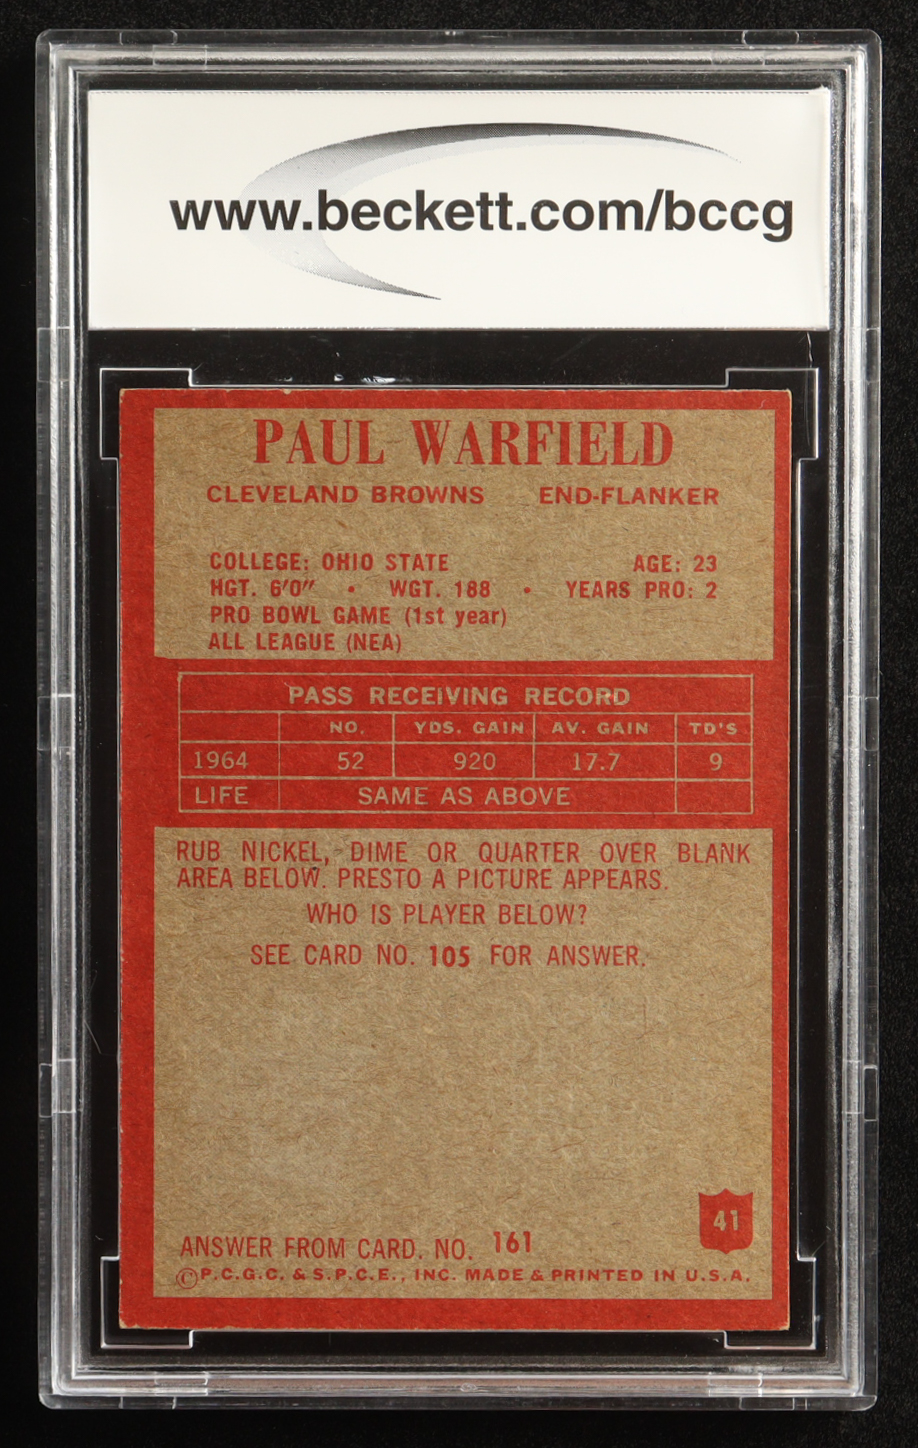 www.beckett.com/bccg
PAUL WARFIELD
CLEVELAND BROWNS END-FLANKER
COLLEGE: OHIO STATE AGE: 23
HGT. 6'0" • WGT. 188 • YEARS PRO: 2
PRO BOWL GAME (1st year)
ALL LEAGUE (NEA)
PASS RECEIVING RECORD
NO. YDS. GAIN AV. GAIN TD'S
1964 52 920 17.7 9
LIFE SAME AS ABOVE
RUB NICKEL, DIME OR QUARTER OVER BLANK
AREA BELOW. PRESTO A PICTURE APPEARS.
WHO IS PLAYER BELOW?
SEE CARD NO. 105 FOR ANSWER.
41
ANSWER FROM CARD. NO. 161
©P.C.G.C. & S.P.C.E., INC. MADE & PRINTED IN U.S.A.